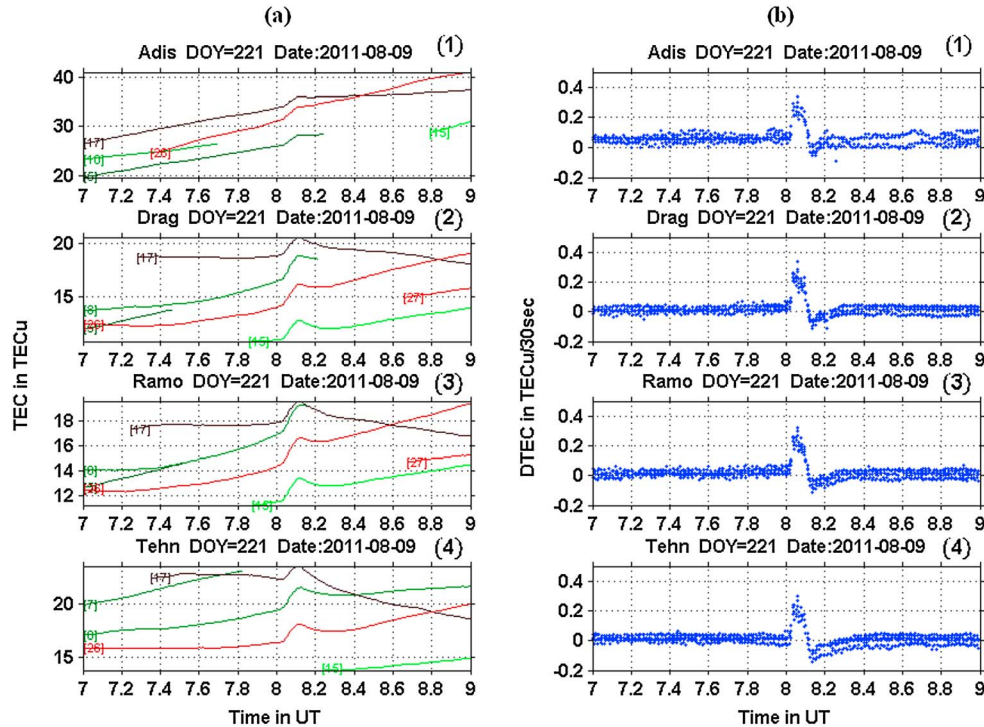 (a)
Adis DOY=221 Date:2011-08-09 (1)
40
30
20
[17]
[10]
[26]
[15]
7 7.2 7.4 7.6 7.8 8 8.2 8.4 8.6 8.8 9
Drag DOY=221 Date:2011-08-09 (2)
20
15
[17]
[8]
[27]
[15]
7 7.2 7.4 7.6 7.8 8 8.2 8.4 8.6 8.8 9
Ramo DOY=221 Date:2011-08-09 (3)
18
16
14
12
[17]
[27]
[26]
[15]
7 7.2 7.4 7.6 7.8 8 8.2 8.4 8.6 8.8 9
Tehn DOY=221 Date:2011-08-09 (4)
20
15
[17]
[7]
[26]
[15]
7 7.2 7.4 7.6 7.8 8 8.2 8.4 8.6 8.8 9
TEC in TECu
Time in UT
(b)
Adis DOY=221 Date:2011-08-09 (1)
0.4
0.2
0
-0.2
7 7.2 7.4 7.6 7.8 8 8.2 8.4 8.6 8.8 9
Drag DOY=221 Date:2011-08-09 (2)
0.4
0.2
0
-0.2
7 7.2 7.4 7.6 7.8 8 8.2 8.4 8.6 8.8 9
Ramo DOY=221 Date:2011-08-09 (3)
0.4
0.2
0
-0.2
7 7.2 7.4 7.6 7.8 8 8.2 8.4 8.6 8.8 9
Tehn DOY=221 Date:2011-08-09 (4)
0.4
0.2
0
-0.2
7 7.2 7.4 7.6 7.8 8 8.2 8.4 8.6 8.8 9
DTEC in TECu/30sec
Time in UT